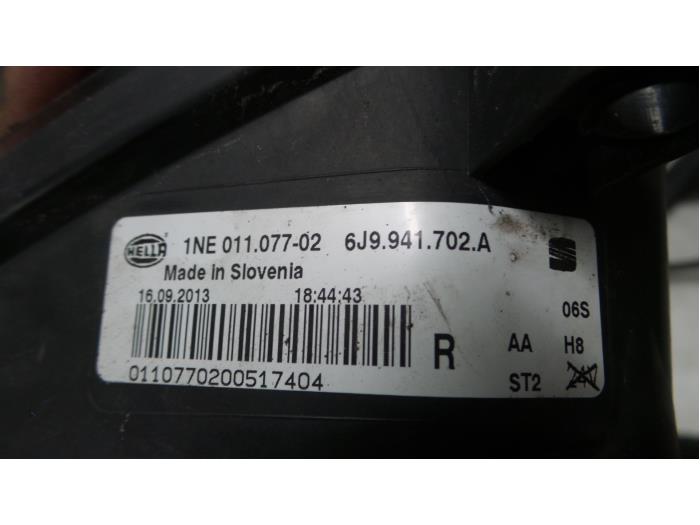 HELLA 1NE 011.077-02 6J9.941.702.A
Made in Slovenia
16.09.2013 18:44:43
06S
R AA H8
0110770200517404
ST2 24V